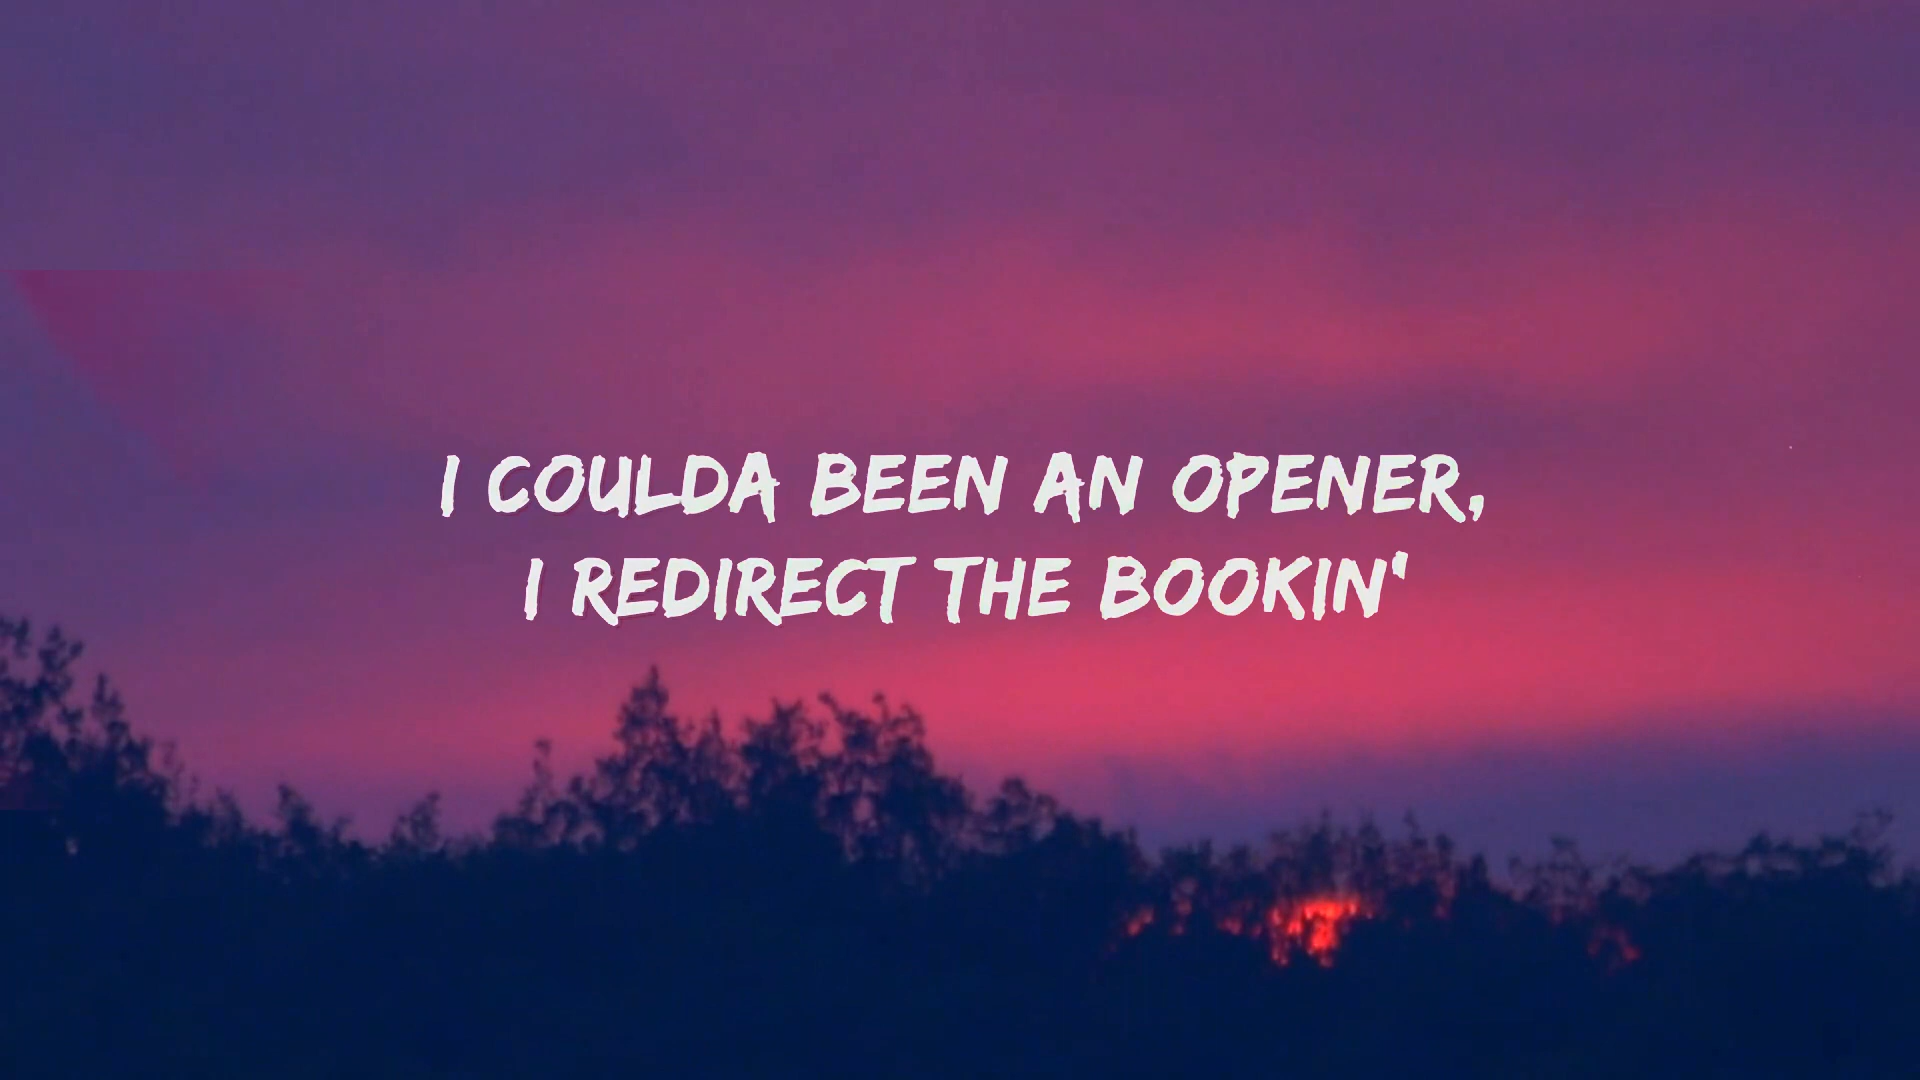 I COULDA BEEN AN OPENER,
I REDIRECT THE BOOKIN'